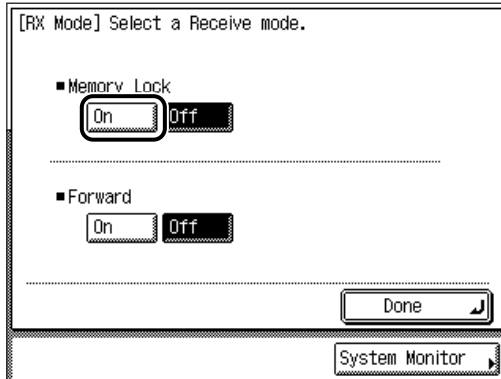 [RX Mode] Select a Receive mode.
■Memory Lock
On Off
■Forward
On Off
Done
System Monitor